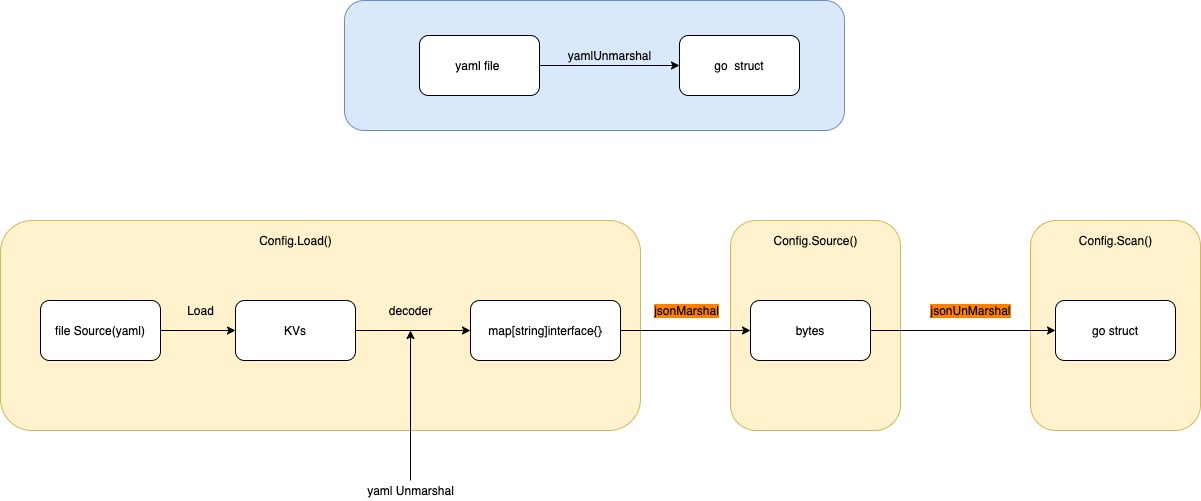 yaml file
yamlUnmarshal
go  struct
Config.Load()
Config.Source()
Config.Scan()
file Source(yaml)
Load
KVs
decoder
map[string]interface{}
jsonMarshal
bytes
jsonUnMarshal
go struct
yaml Unmarshal